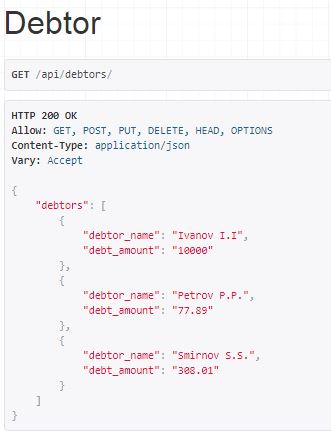 Debtor
GET /api/debtors/
HTTP 200 OK
Allow: GET, POST, PUT, DELETE, HEAD, OPTIONS
Content-Type: application/json
Vary: Accept
{
    "debtors": [
        {
            "debtor_name": "Ivanov I.I",
            "debt_amount": "10000"
        },
        {
            "debtor_name": "Petrov P.P.",
            "debt_amount": "77.89"
        },
        {
            "debtor_name": "Smirnov S.S.",
            "debt_amount": "308.01"
        }
    ]
}